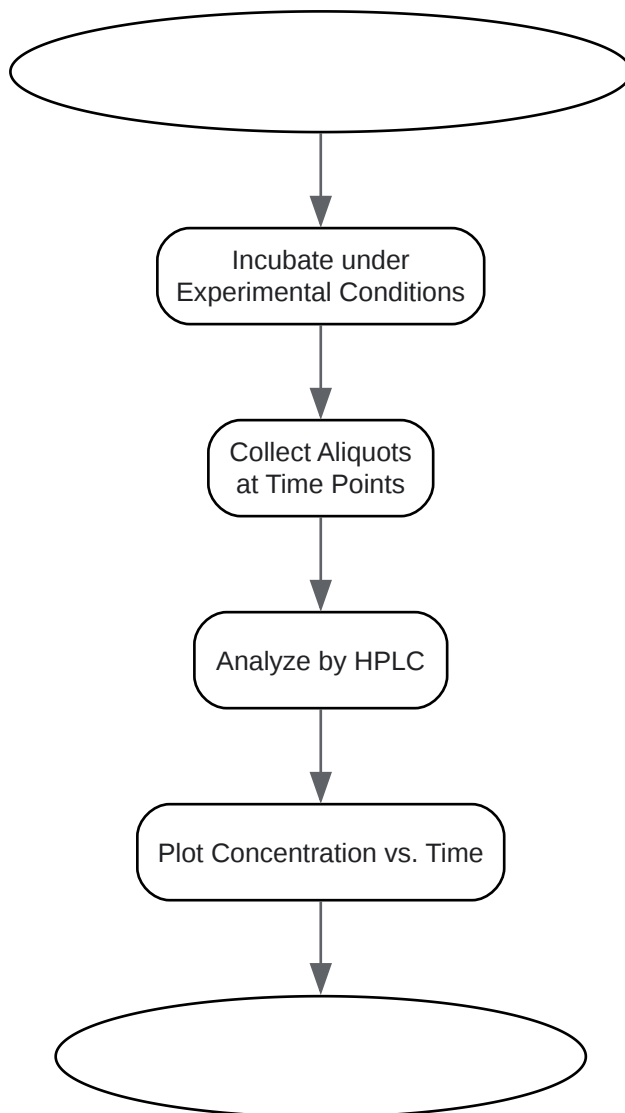 Incubate under
Experimental Conditions
Collect Aliquots
at Time Points
Analyze by HPLC
Plot Concentration vs. Time